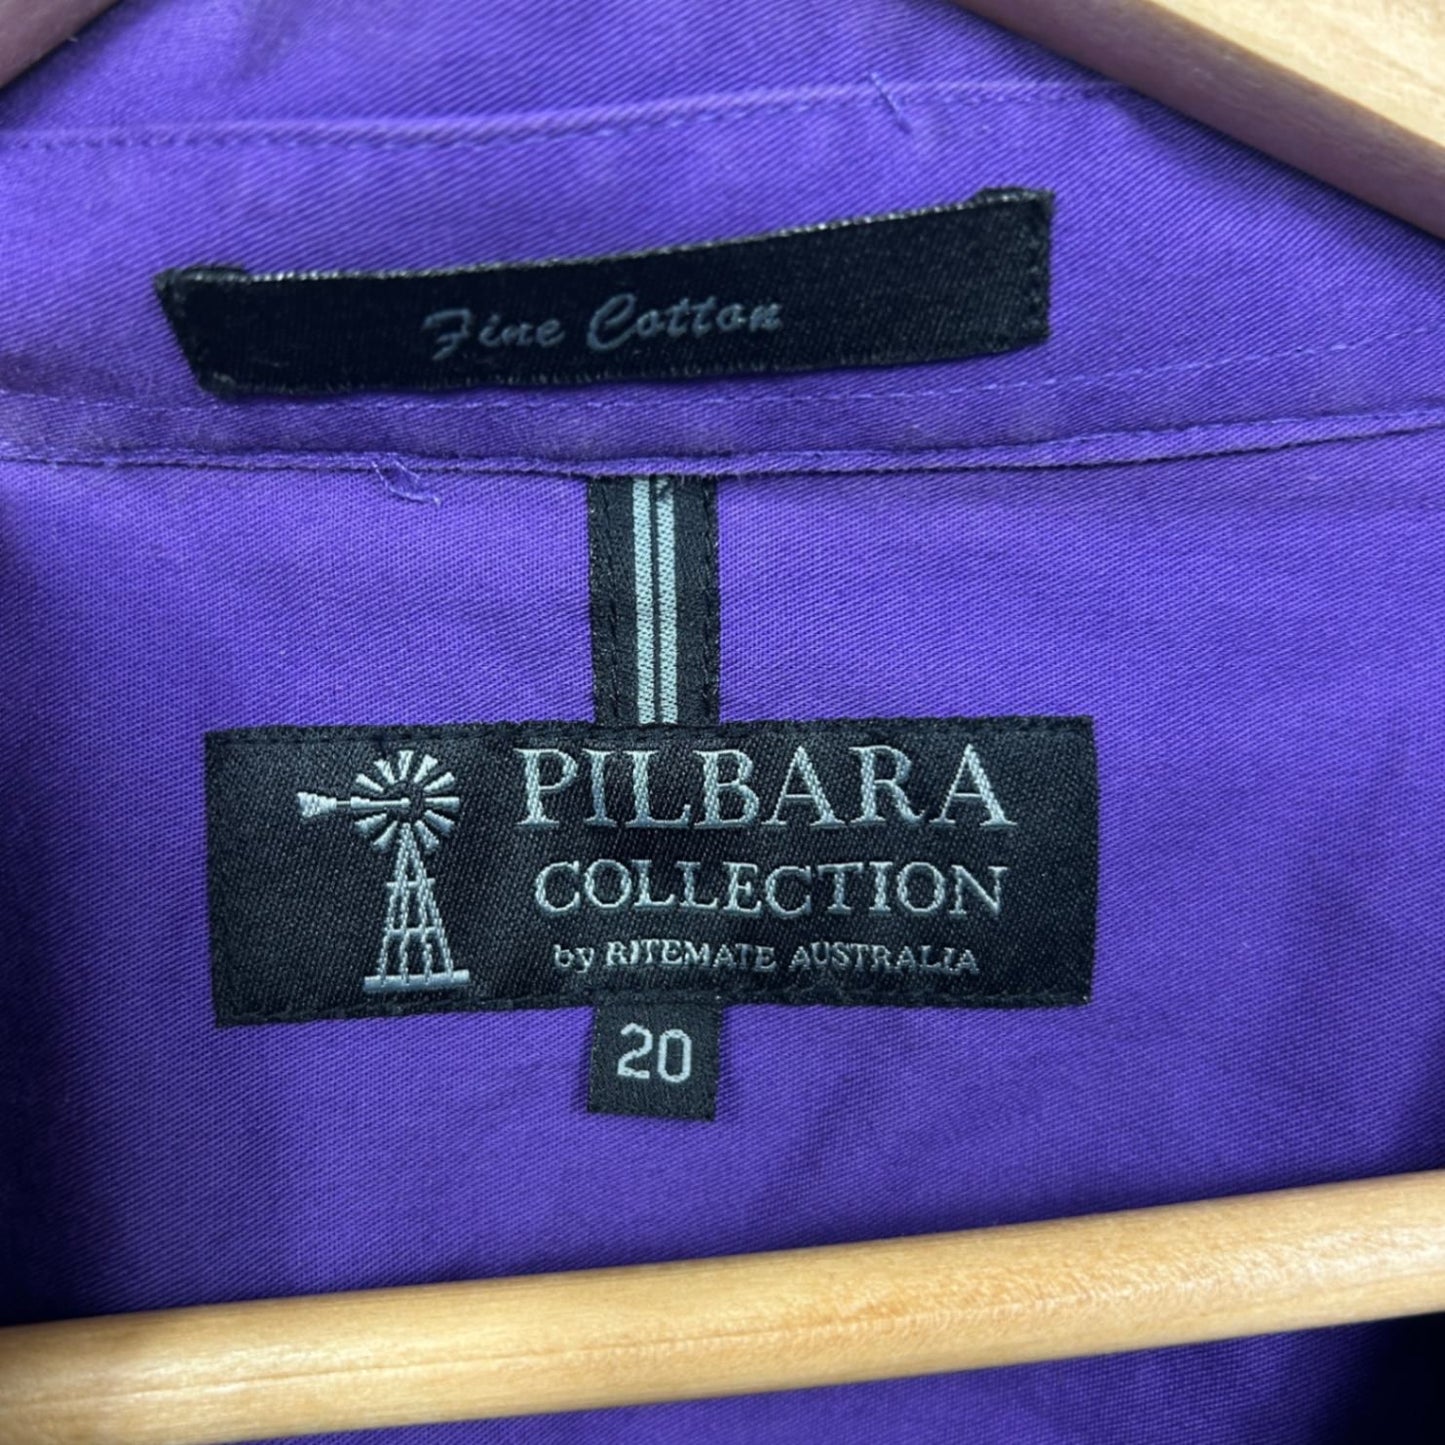 Fine Cotton
PILBARA
COLLECTION
by RITEMATE AUSTRALIA
20